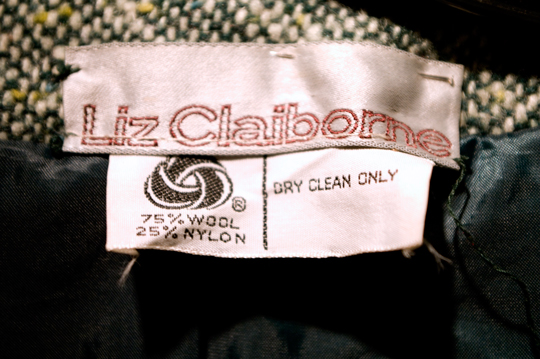 Liz Claiborne
®
75% WOOL
25% NYLON
DRY CLEAN ONLY